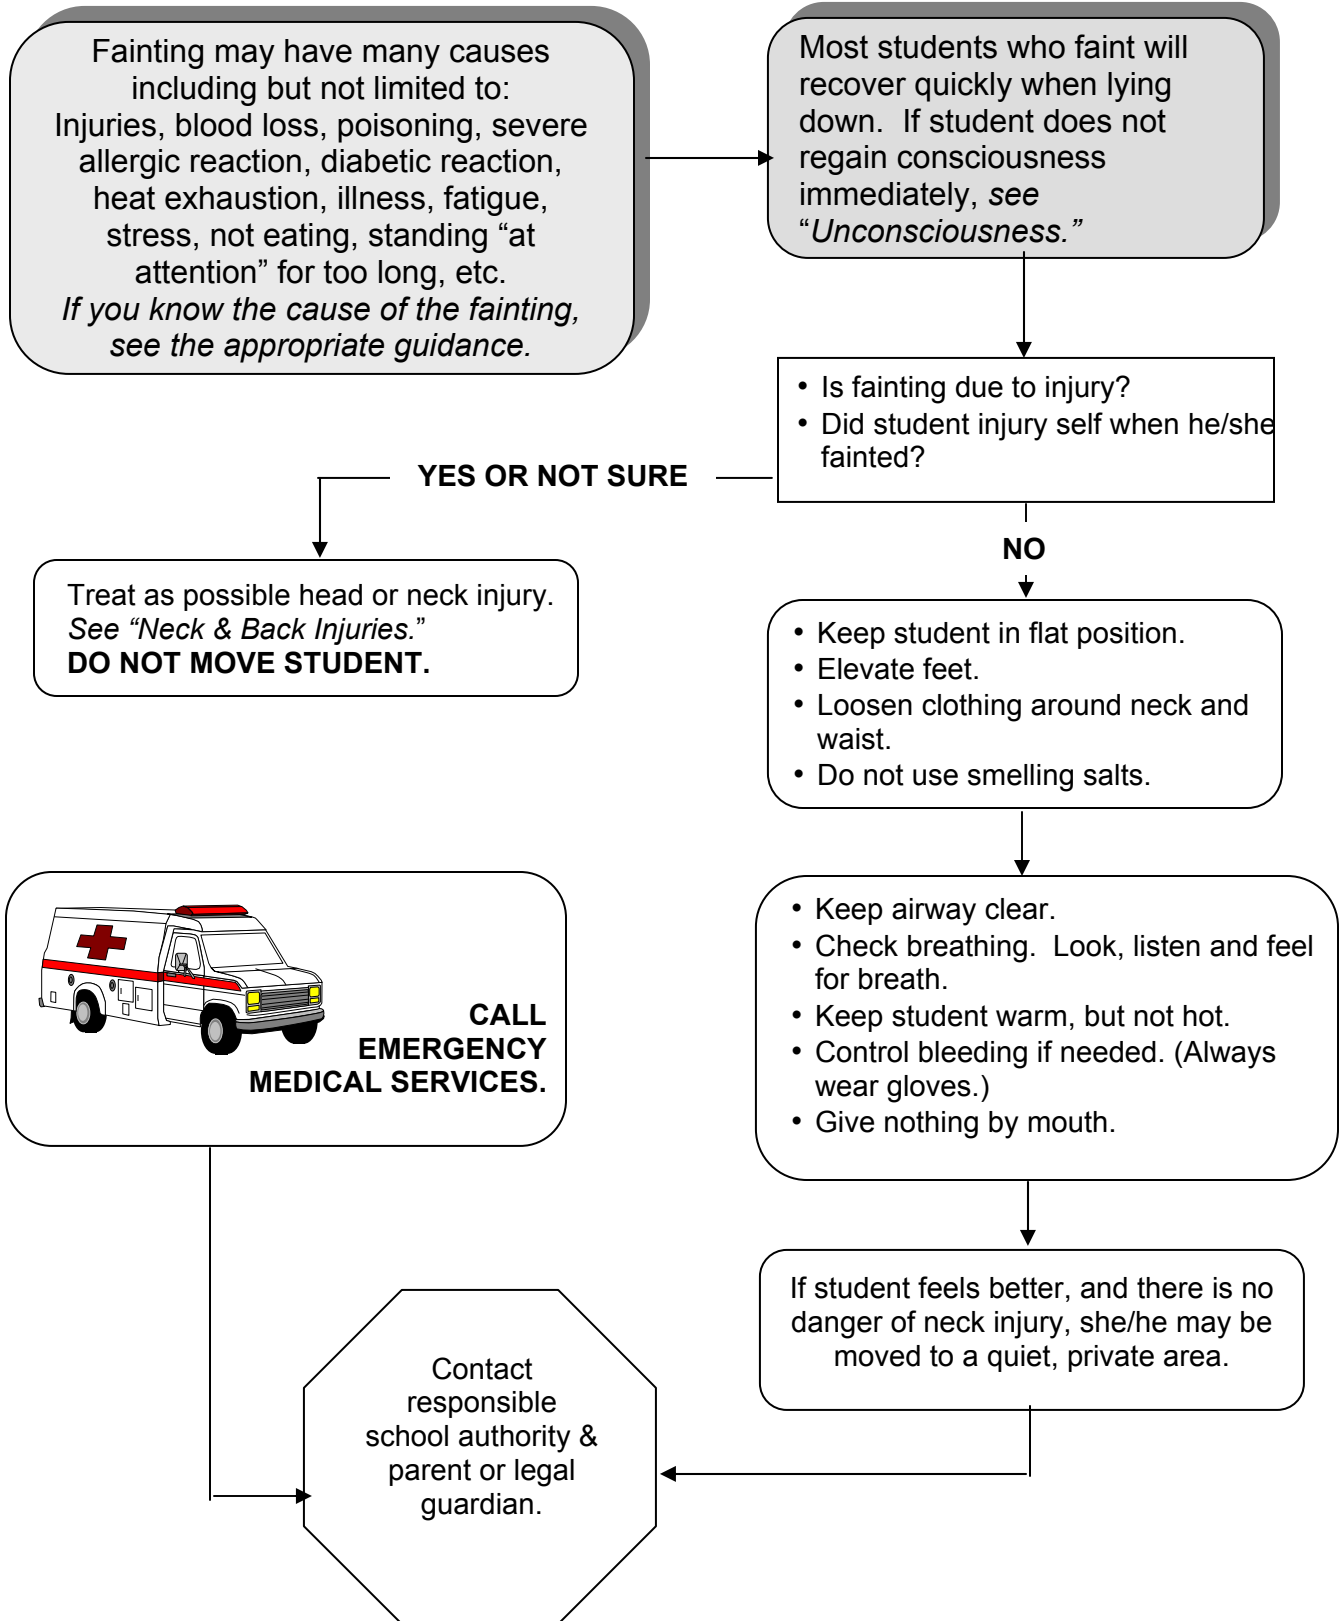 Fainting may have many causes
including but not limited to:
Injuries, blood loss, poisoning, severe
allergic reaction, diabetic reaction,
heat exhaustion, illness, fatigue,
stress, not eating, standing “at
attention” for too long, etc.
If you know the cause of the fainting,
see the appropriate guidance.
Most students who faint will
recover quickly when lying
down. If student does not
regain consciousness
immediately, see
“Unconsciousness.”
• Is fainting due to injury?
• Did student injury self when he/she
fainted?
YES OR NOT SURE
NO
Treat as possible head or neck injury.
See “Neck & Back Injuries.”
DO NOT MOVE STUDENT.
• Keep student in flat position.
• Elevate feet.
• Loosen clothing around neck and
waist.
• Do not use smelling salts.
CALL
EMERGENCY
MEDICAL SERVICES.
• Keep airway clear.
• Check breathing. Look, listen and feel
for breath.
• Keep student warm, but not hot.
• Control bleeding if needed. (Always
wear gloves.)
• Give nothing by mouth.
If student feels better, and there is no
danger of neck injury, she/he may be
moved to a quiet, private area.
Contact
responsible
school authority &
parent or legal
guardian.